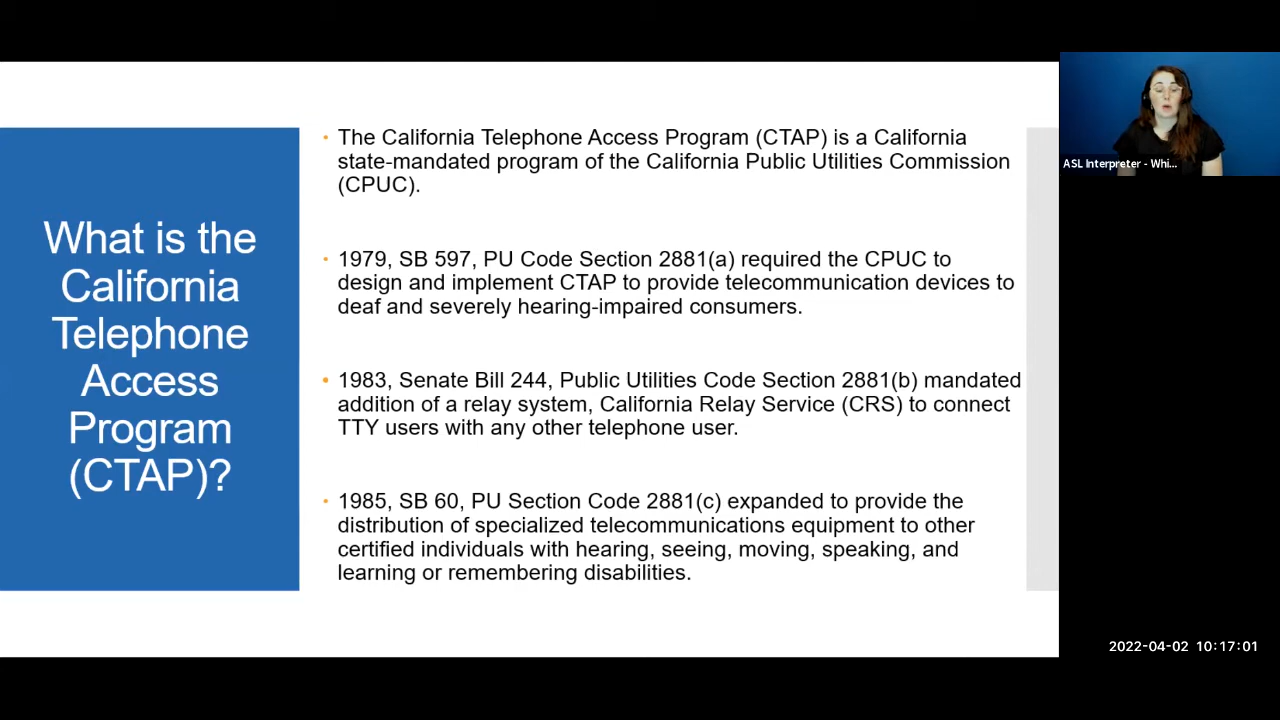 What is the
California
Telephone
Access
Program
(CTAP)?
• The California Telephone Access Program (CTAP) is a California
state-mandated program of the California Public Utilities Commission
(CPUC).
• 1979, SB 597, PU Code Section 2881(a) required the CPUC to
design and implement CTAP to provide telecommunication devices to
deaf and severely hearing-impaired consumers.
• 1983, Senate Bill 244, Public Utilities Code Section 2881(b) mandated
addition of a relay system, California Relay Service (CRS) to connect
TTY users with any other telephone user.
• 1985, SB 60, PU Section Code 2881(c) expanded to provide the
distribution of specialized telecommunications equipment to other
certified individuals with hearing, seeing, moving, speaking, and
learning or remembering disabilities.
ASL Interpreter - Whi...
2022-04-02 10:17:01